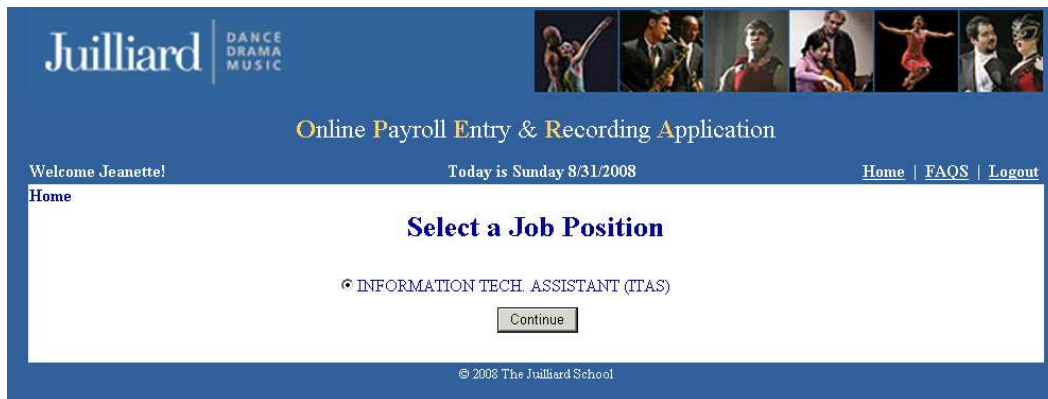 Juilliard
DANCE
DRAMA
MUSIC
Online Payroll Entry & Recording Application
Welcome Jeanette!
Today is Sunday 8/31/2008
Home | FAQS | Logout
Home
Select a Job Position
INFORMATION TECH. ASSISTANT (ITAS)
Continue
© 2008 The Juilliard School